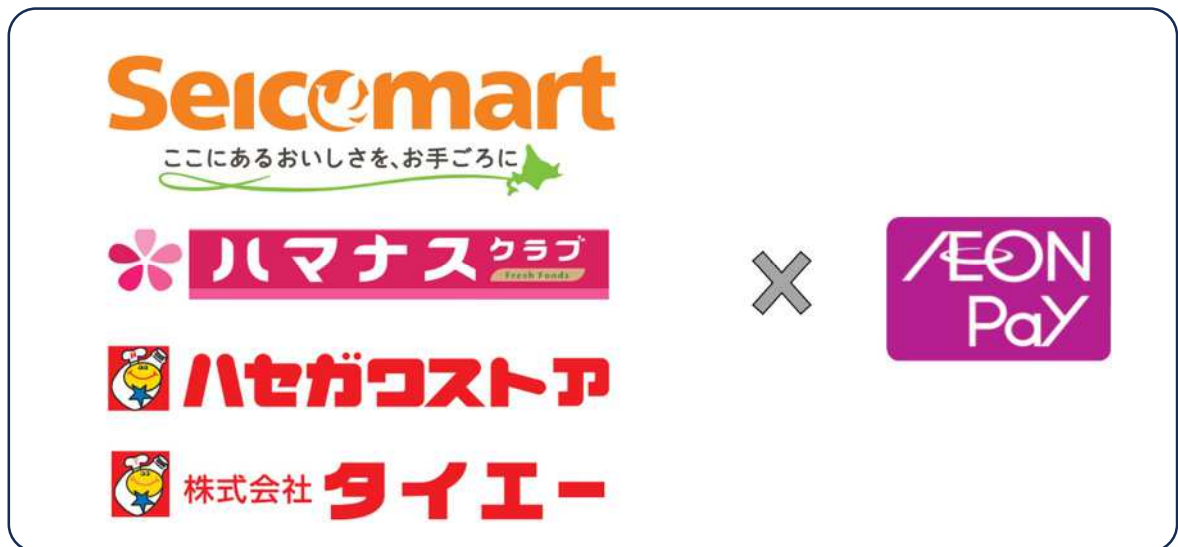 Seicomart
ここにあるおいしさを、お手ごろに
ハマナスクラブ
Fresh Foods
ハセガワストア
株式会社タイエー
ÆON
Pay